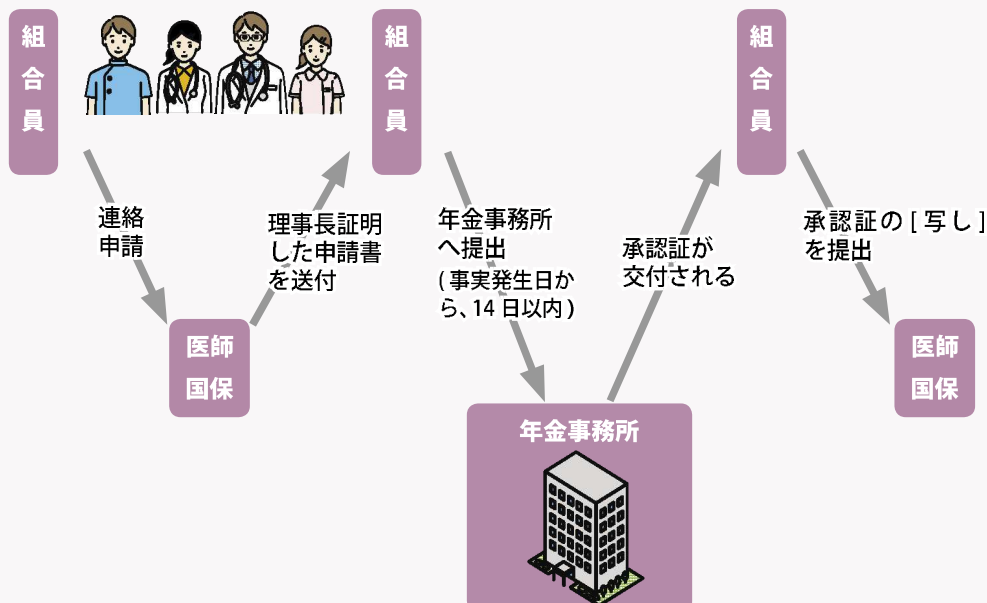 組合員
連絡
申請
医師
国保
理事長証明
した申請書
を送付
組合員
年金事務所
へ提出
(事実発生日か
ら、14日以内)
年金事務所
承認証が
交付される
組合員
承認証の[写し]
を提出
医師
国保